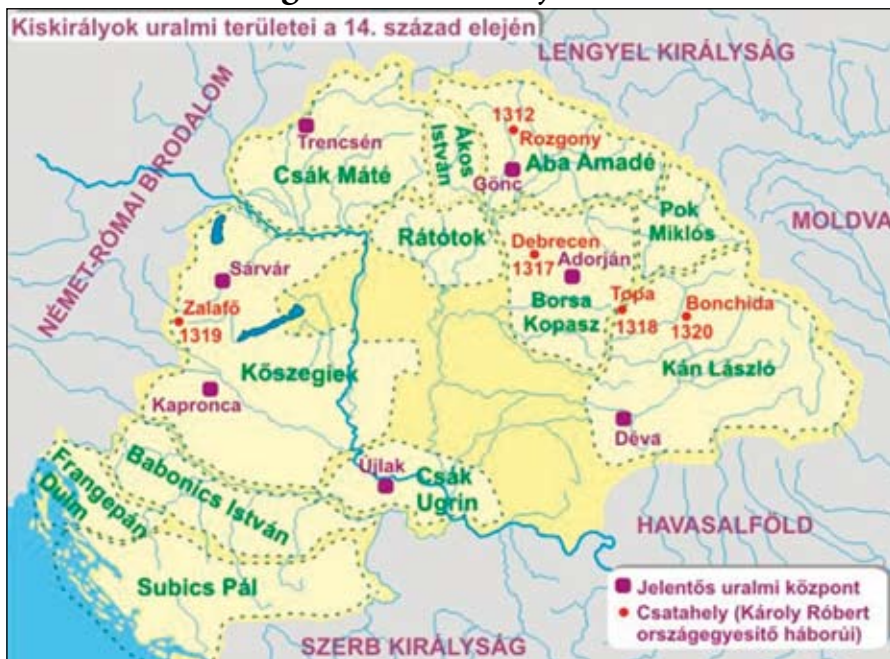 Kiskirályok uralmi területei a 14. század elején
LENGYEL KIRÁLYSÁG
NÉMET-RÓMAI BIRODALOM
MOLDVA
Trencsén
Csák Máté
Ákos
István
1312
Rozgony
Aba Amadé
Gönc
Pok
Miklós
Rátótok
Debrecen
1317
Adorján
Borsa
Kopasz
Topa
1318
Bonchida
1320
Kán László
Déva
Sárvár
Zalafő
1319
Kőszegiek
Kapronca
Újlak
Csák
Ugrin
Babonics István
Frangepán
Duim
Subics Pál
HAVASALFÖLD
SZERB KIRÁLYSÁG
Jelentős uralmi központ
Csatahely (Károly Róbert
országegyesítő háborúi)